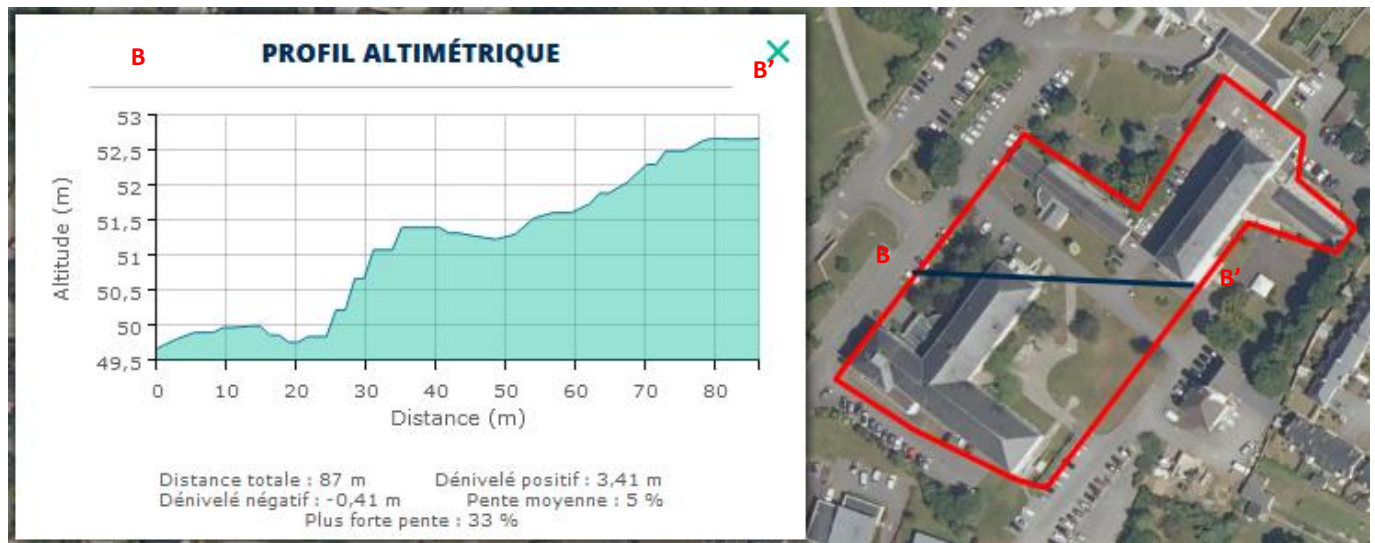 B
PROFIL ALTIMÉTRIQUE
B'
53
52,5
52
51,5
51
50,5
50
49,5
Altitude (m)
0 10 20 30 40 50 60 70 80
Distance (m)
Distance totale : 87 m Dénivelé positif : 3,41 m
Dénivelé négatif : -0,41 m Pente moyenne : 5 %
Plus forte pente : 33 %
B
B'